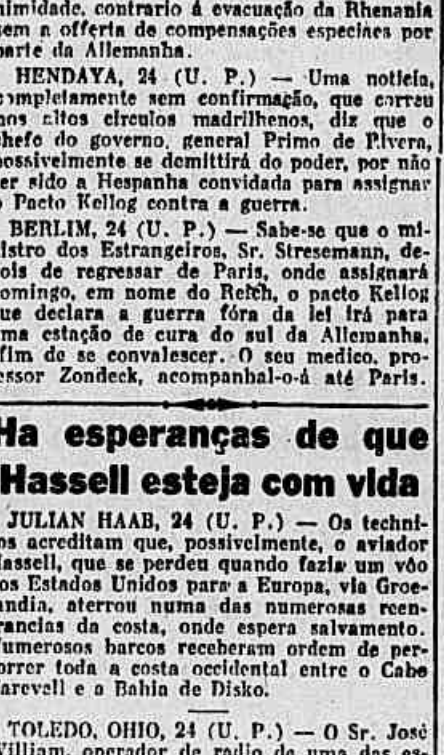 nimidade, contrario á evacuação da Rhenania
sem a offerta de compensações especiaes por
parte da Allemanha.
HENDAYA, 24 (U. P.) — Uma noticia,
completamente sem confirmação, que correu
nos altos circulos madrilhenos, diz que o
chefe do governo, general Primo de Rivera,
possivelmente se demittirá do poder, por não
ter sido a Hespanha convidada para assignar
o Pacto Kellog contra a guerra.
BERLIM, 24 (U. P.) — Sabe-se que o mi-
nistro dos Estrangeiros, Sr. Stresemann, de-
pois de regressar de Paris, onde assignará
domingo, em nome do Reich, o pacto Kellog
que declara a guerra fóra da lei irá para
uma estação de cura do sul da Allemanha,
afim de se convalescer. O seu medico, pro-
fessor Zondeck, acompanhal-o-á até Paris.
Ha esperanças de que
Hassell esteja com vida
JULIAN HAAB, 24 (U. P.) — Os techni-
cos acreditam que, possivelmente, o aviador
Hassell, que se perdeu quando fazia um vôo
dos Estados Unidos para a Europa, via Groe-
landia, aterrou numa das numerosas reen-
trancias da costa, onde espera salvamento.
Numerosos barcos receberam ordem de per-
correr toda a costa occidental entre o Cabo
Farevell e a Bahia de Disko.
TOLEDO, OHIO, 24 (U. P.) — O Sr. José
William, operador de radio de uma das es-